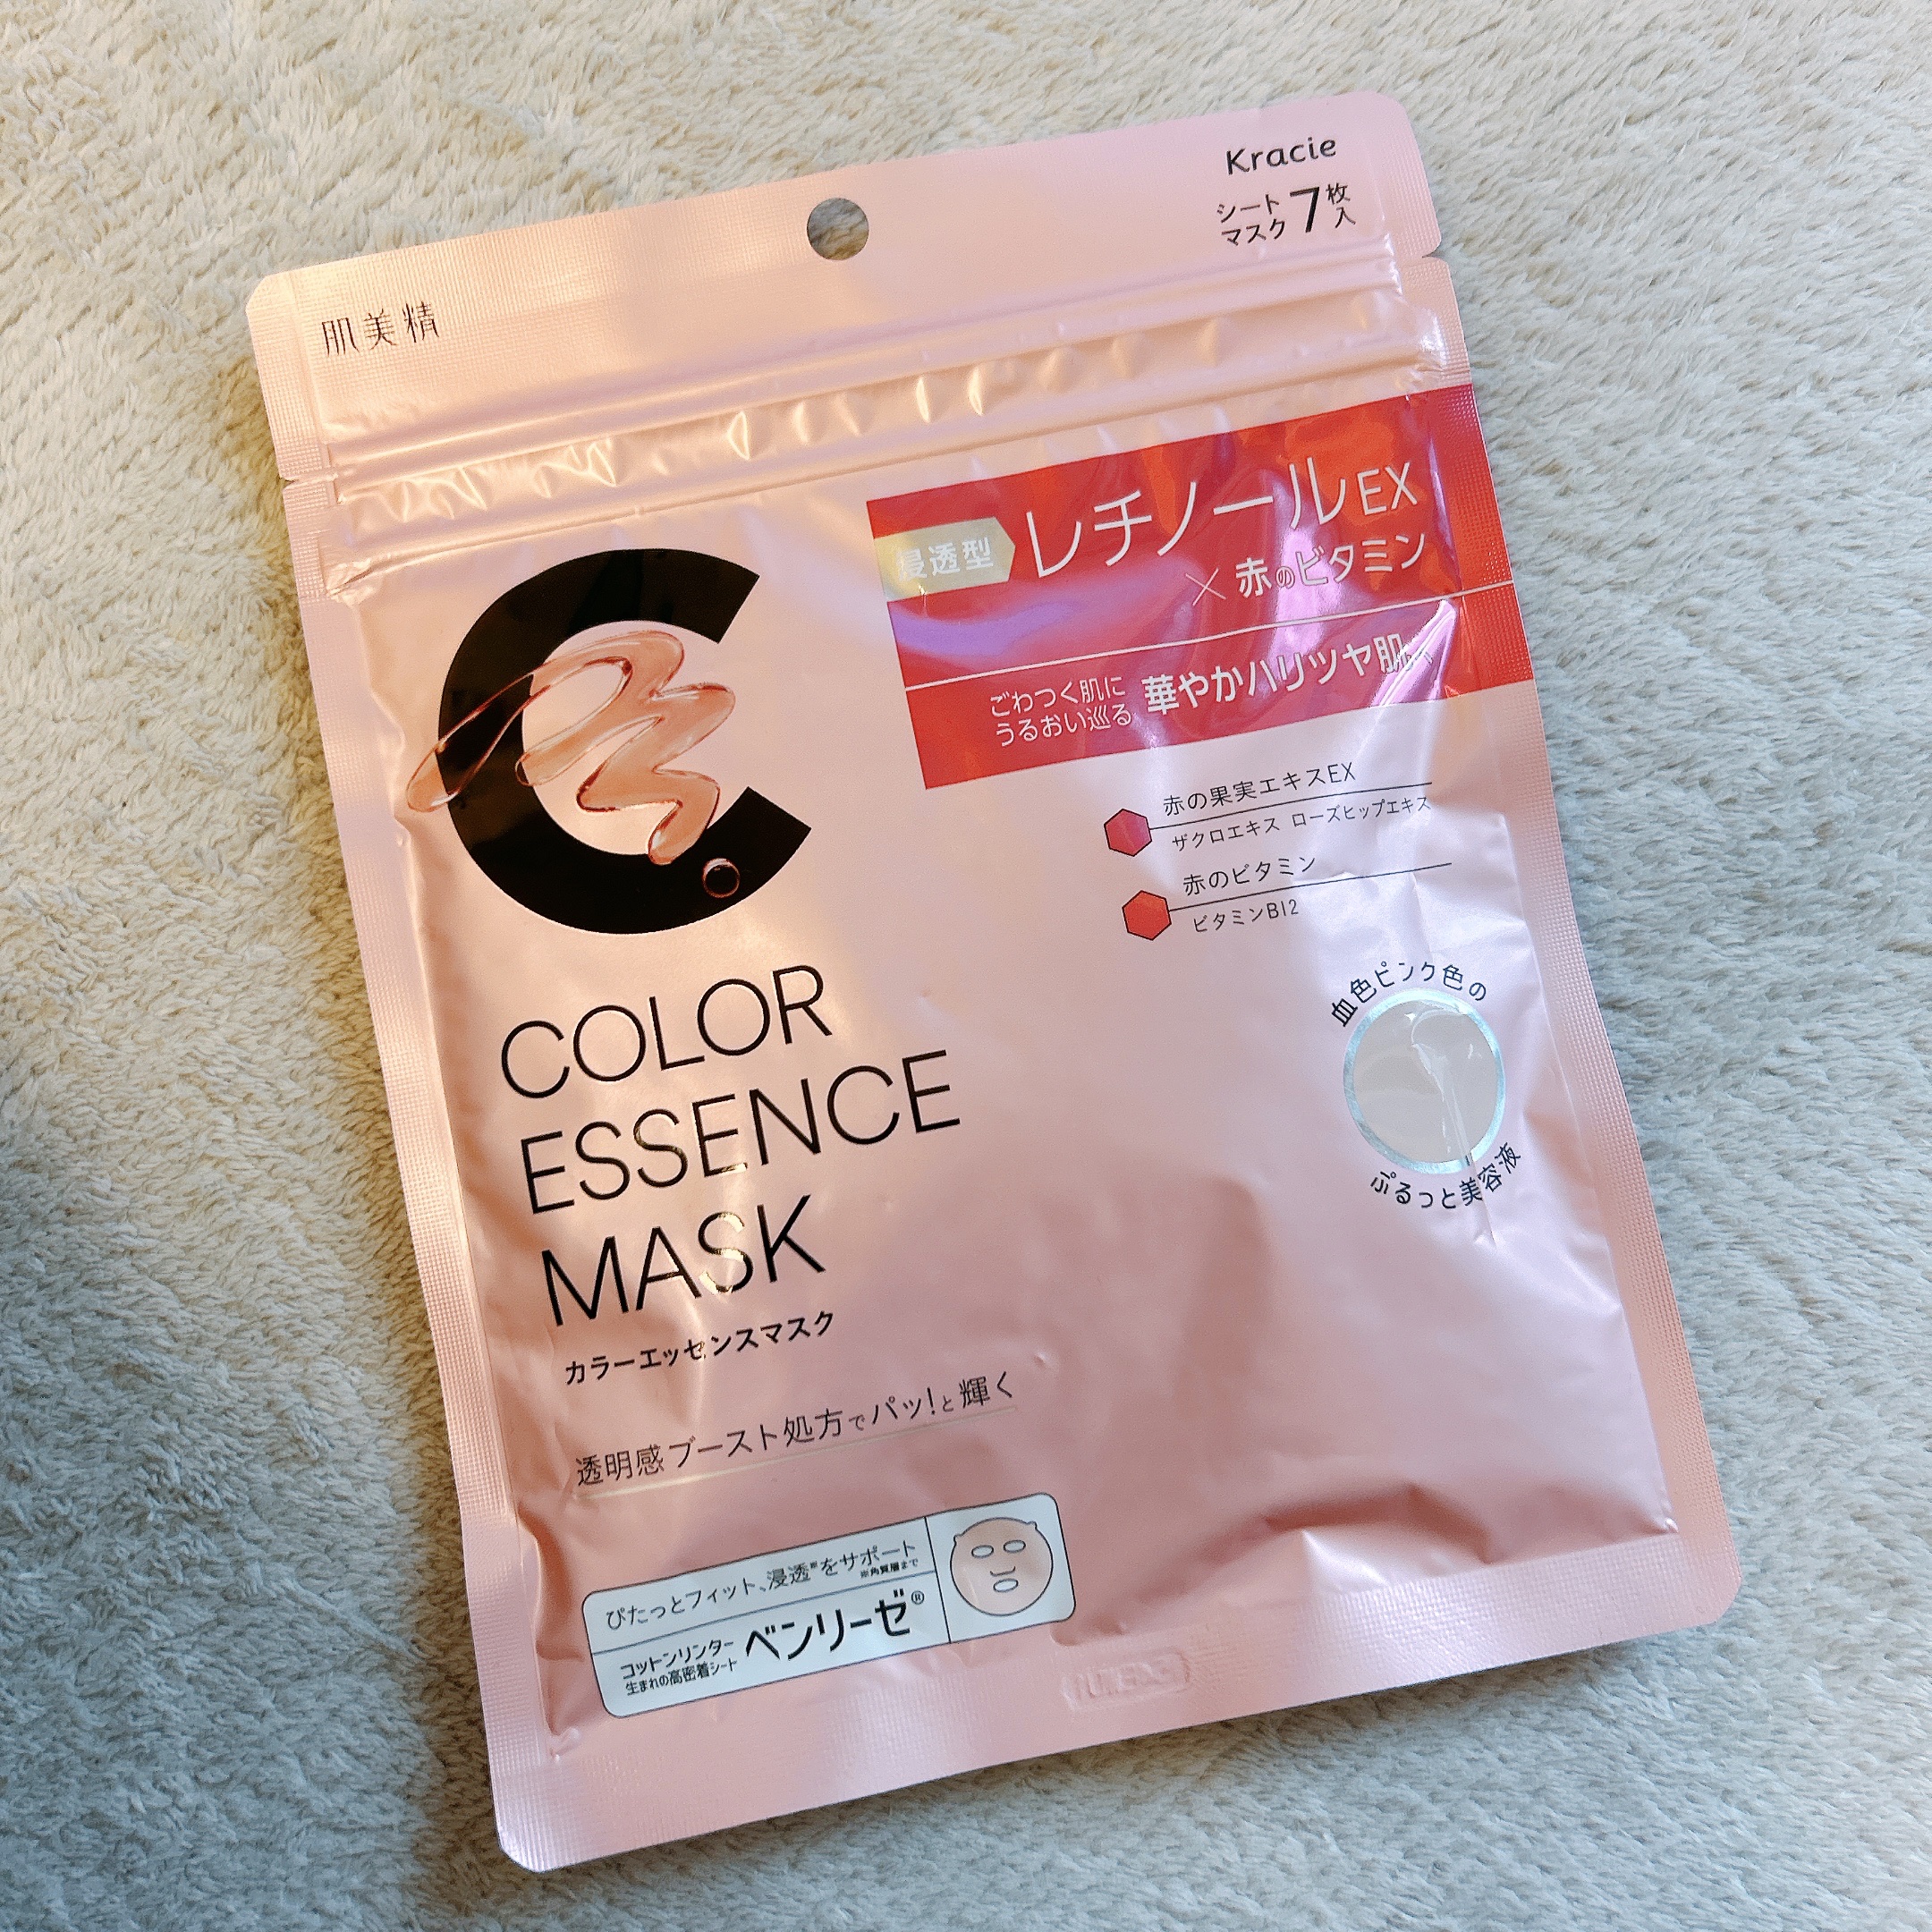 Kracie
シート
マスク 7枚入
肌美精
浸透型 レチノールEX
×赤のビタミン
ごわつく肌に
うるおい巡る 華やかハリツヤ肌へ
赤の果実エキスEX
ザクロエキス ローズヒップエキス
赤のビタミン
ビタミンB12
血色ピンク色の
ぷるっと美容液
C
COLOR
ESSENCE
MASK
カラーエッセンスマスク
透明感ブースト処方でパッ!と輝く
ぴたっとフィット、浸透※をサポート
※角質層まで
コットンリンター
生まれの高密着シート ベンリーゼ®